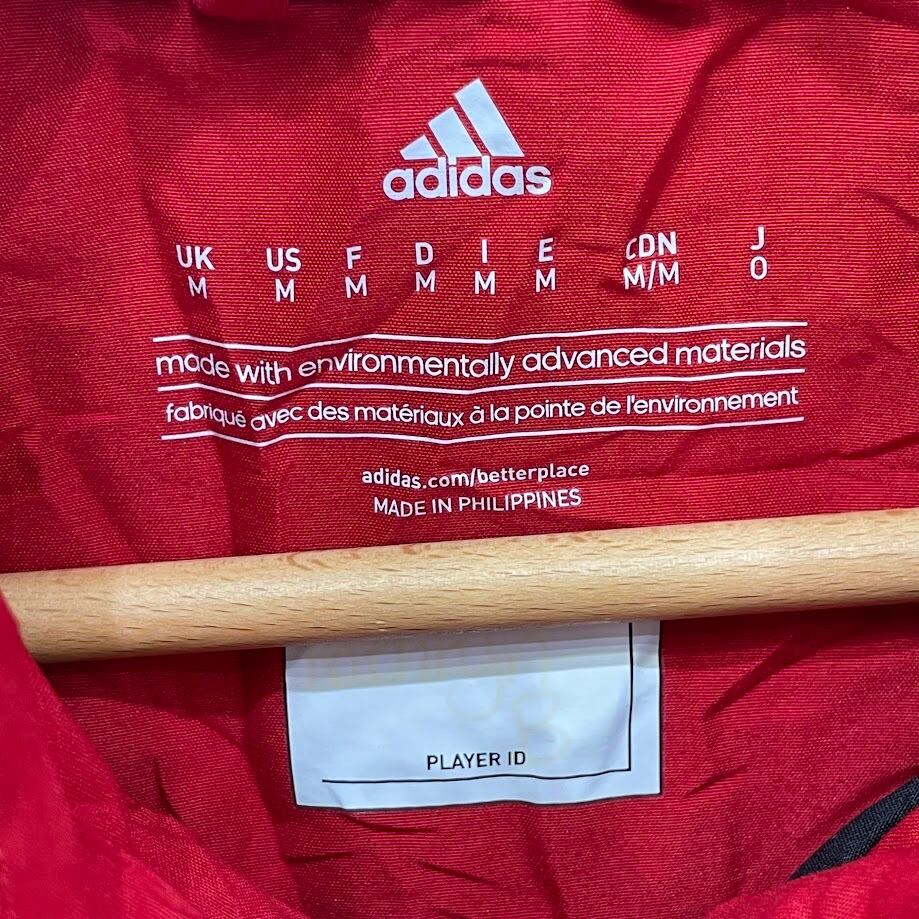 adidas
UK US F D I E CDN J
M M M M M M M/M O
made with environmentally advanced materials
fabriqué avec des matériaux à la pointe de l'environnement
adidas.com/betterplace
MADE IN PHILIPPINES
PLAYER ID